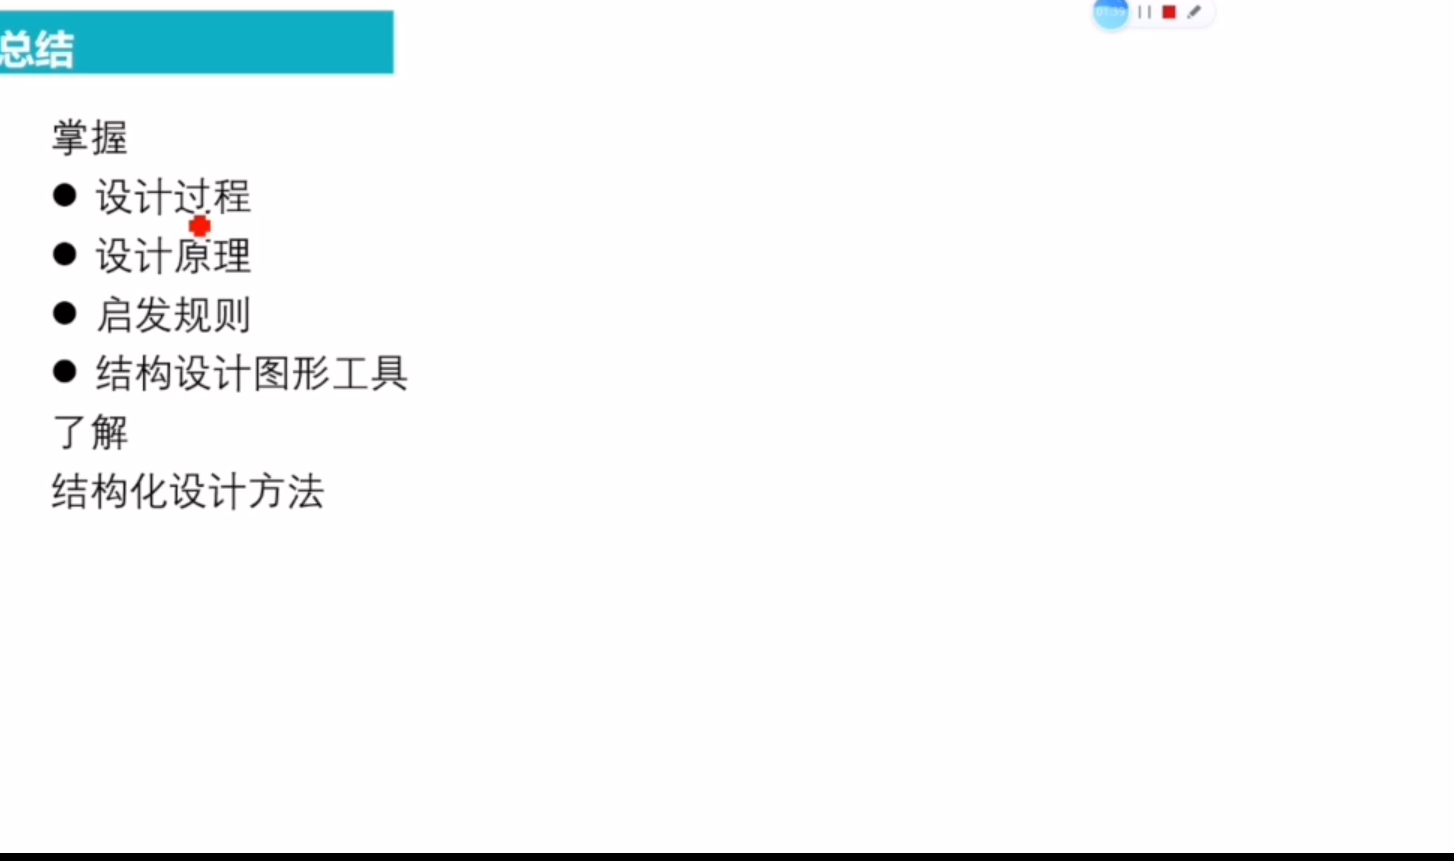 总结
掌握
● 设计过程
● 设计原理
● 启发规则
● 结构设计图形工具
了解
结构化设计方法